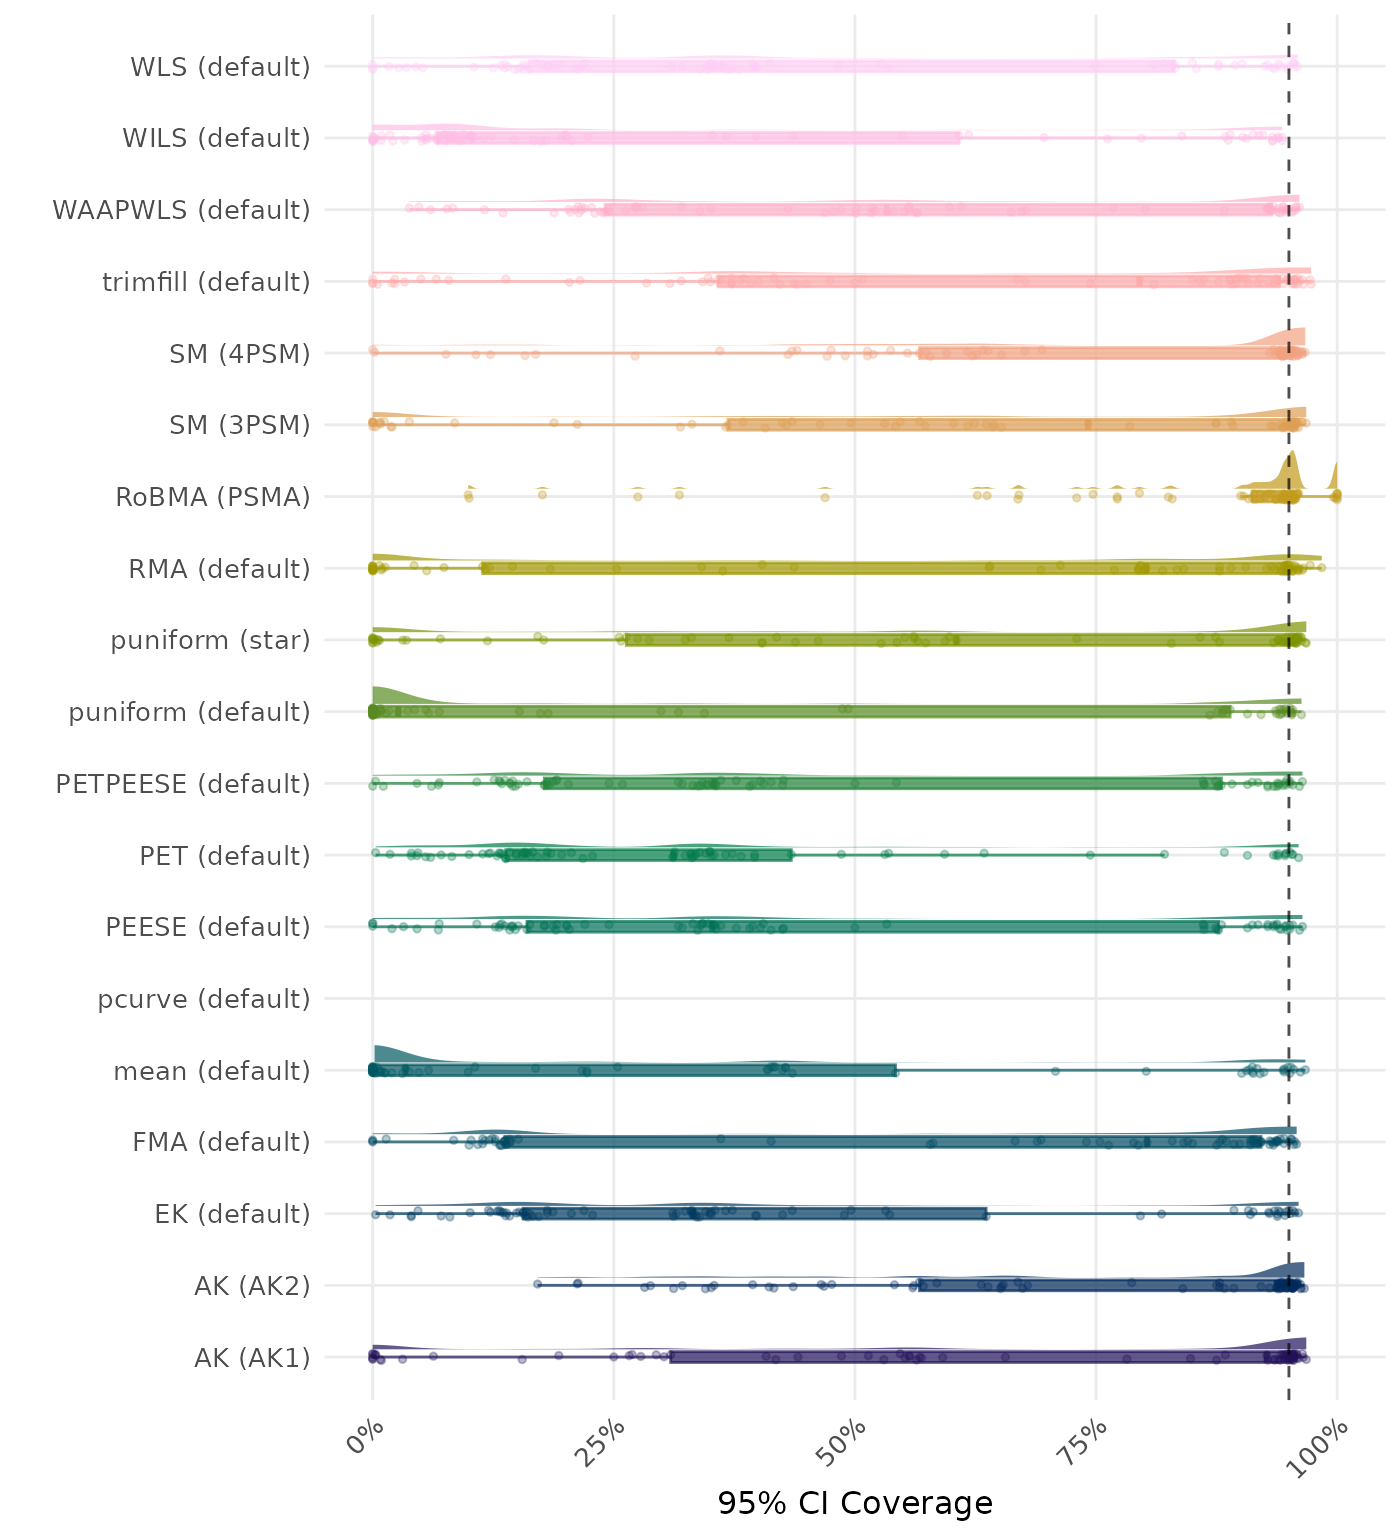 WLS (default)
WILS (default)
WAAPWLS (default)
trimfill (default)
SM (4PSM)
SM (3PSM)
RoBMA (PSMA)
RMA (default)
puniform (star)
puniform (default)
PETPEESE (default)
PET (default)
PEESE (default)
pcurve (default)
mean (default)
FMA (default)
EK (default)
AK (AK2)
AK (AK1)
0%
25%
50%
75%
100%
95% CI Coverage